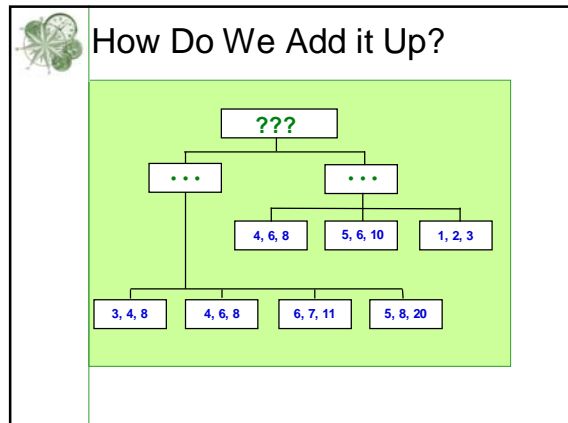 How Do We Add it Up?
???
• • • • • •
4, 6, 8 5, 6, 10 1, 2, 3
3, 4, 8 4, 6, 8 6, 7, 11 5, 8, 20